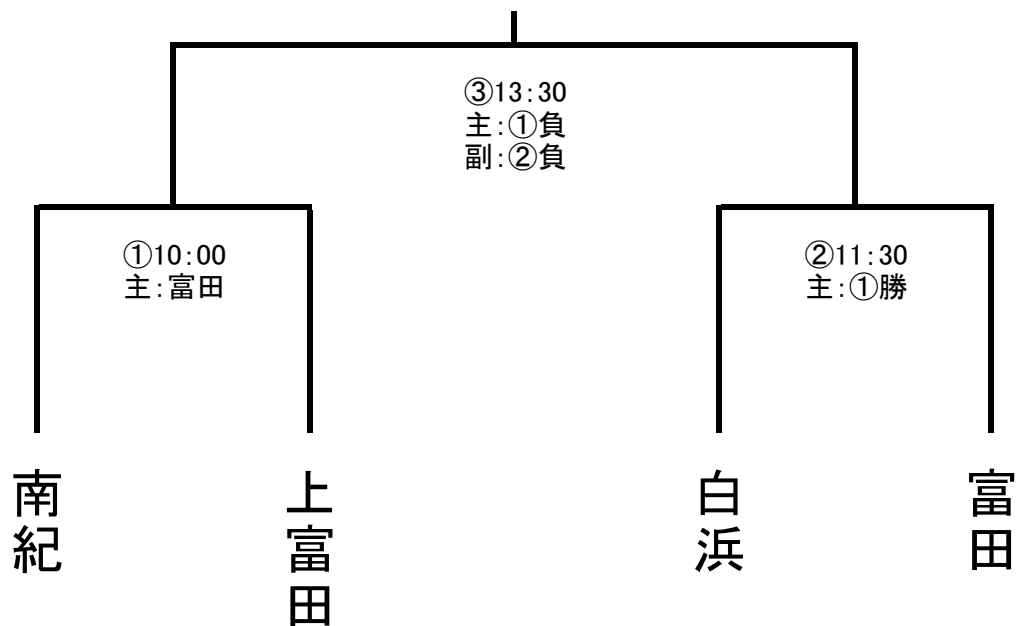 ③13:30
主:①負
副:②負
①10:00
主:富田
②11:30
主:①勝
南紀
上富田
白浜
富田